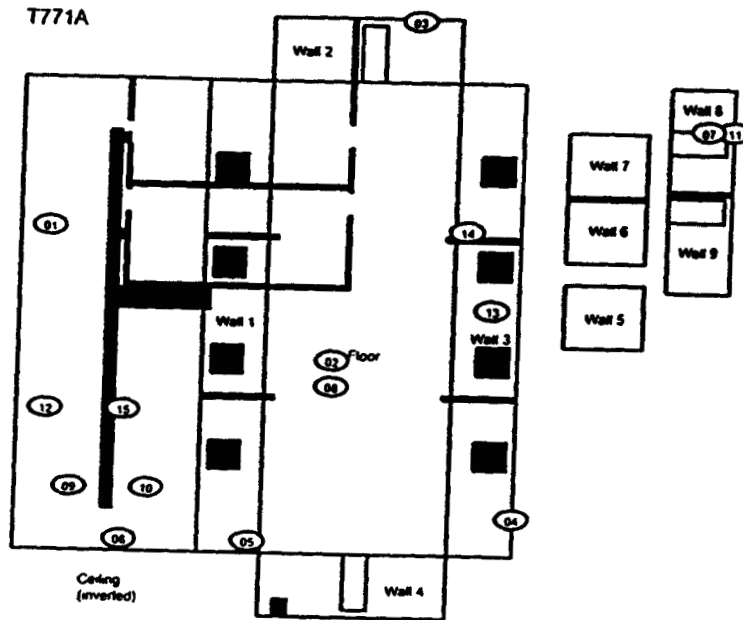 T771A
Wall 2
03
Wall 8
07
11
Wall 7
01
14
Wall 6
Wall 9
13
Wall 1
Wall 3
Wall 5
02
Floor
08
12
15
09
10
04
06
05
Ceiling
(inverted)
Wall 4